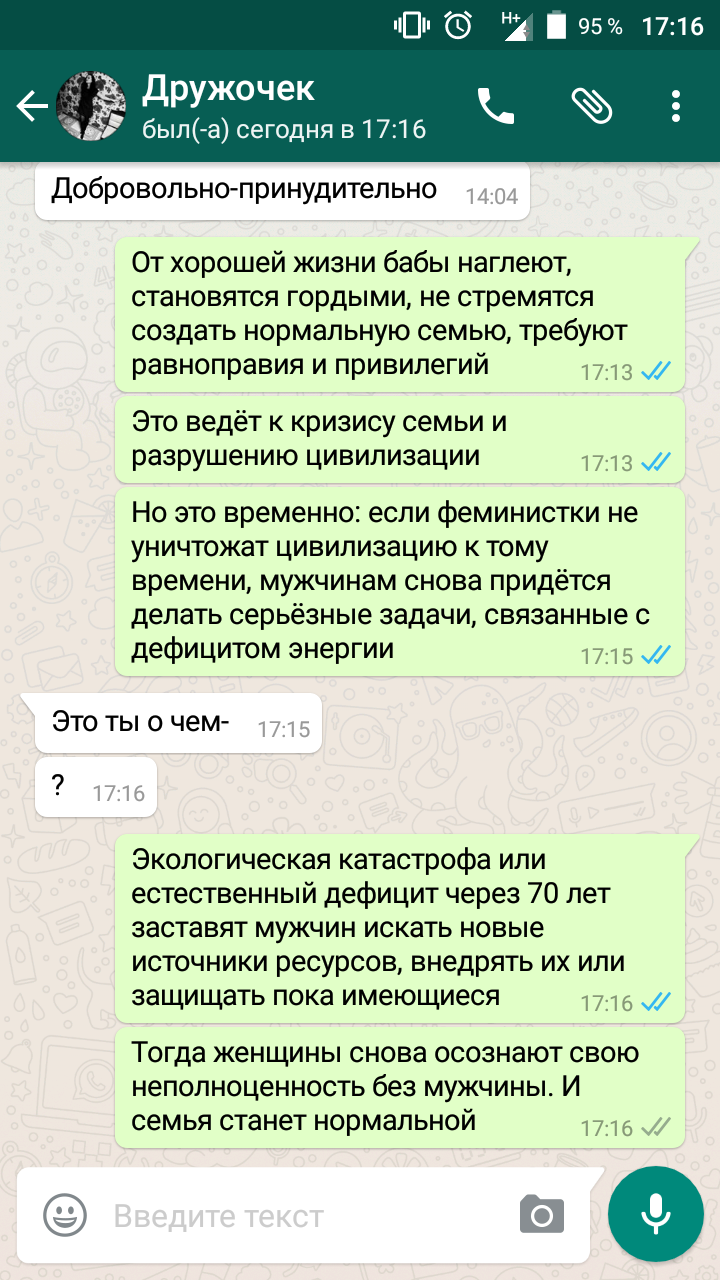 H+ 95 % 17:16
Дружочек
был(-а) сегодня в 17:16
Добровольно-принудительно 14:04
От хорошей жизни бабы наглеют,
становятся гордыми, не стремятся
создать нормальную семью, требуют
равноправия и привилегий 17:13
Это ведёт к кризису семьи и
разрушению цивилизации 17:13
Но это временно: если феминистки не
уничтожат цивилизацию к тому
времени, мужчинам снова придётся
делать серьёзные задачи, связанные с
дефицитом энергии 17:15
Это ты о чем- 17:15
? 17:16
Экологическая катастрофа или
естественный дефицит через 70 лет
заставят мужчин искать новые
источники ресурсов, внедрять их или
защищать пока имеющиеся 17:16
Тогда женщины снова осознают свою
неполноценность без мужчины. И
семья станет нормальной 17:16
Введите текст